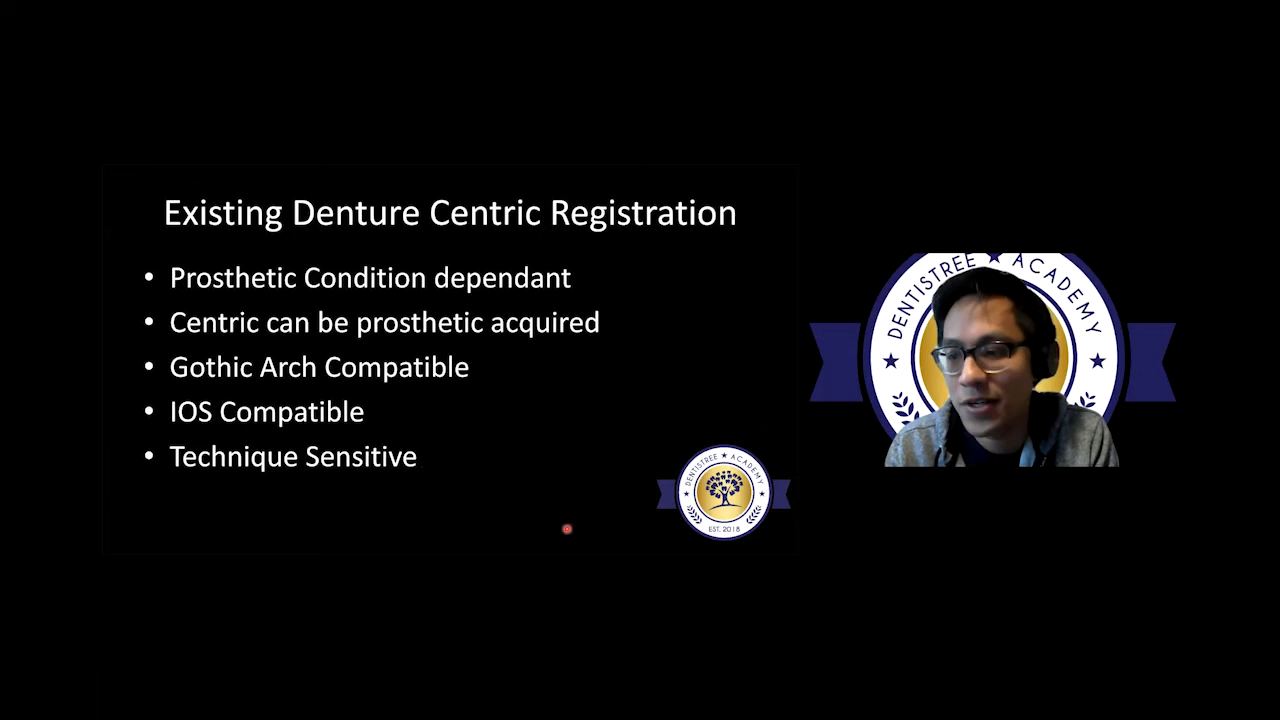 Existing Denture Centric Registration
• Prosthetic Condition dependant
• Centric can be prosthetic acquired
• Gothic Arch Compatible
• IOS Compatible
• Technique Sensitive
DENTISTREE ★ ACADEMY
EST. 2018
DENTISTREE ★ ACADEMY